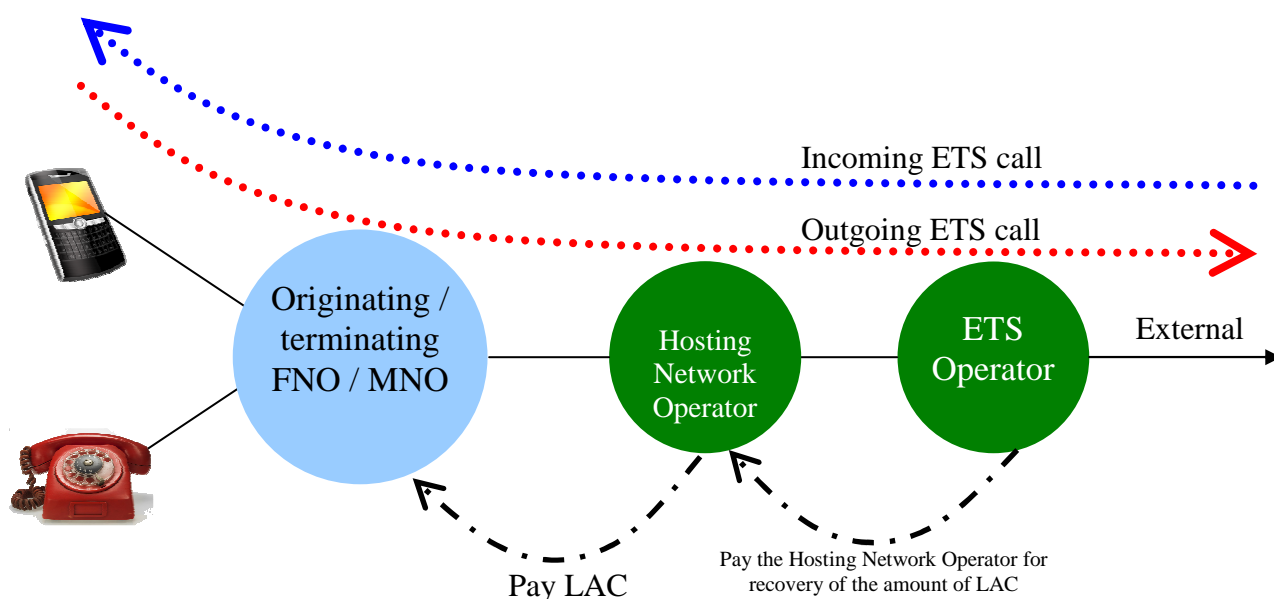 Incoming ETS call
Outgoing ETS call
Originating /
terminating
FNO / MNO
Hosting
Network
Operator
ETS
Operator
External
Pay LAC
Pay the Hosting Network Operator for
recovery of the amount of LAC